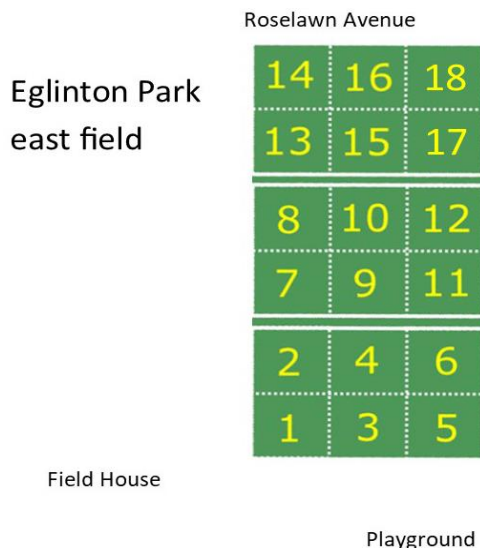 Roselawn Avenue
Eglinton Park
east field
14 16 18
13 15 17
8 10 12
7 9 11
2 4 6
1 3 5
Field House
Playground